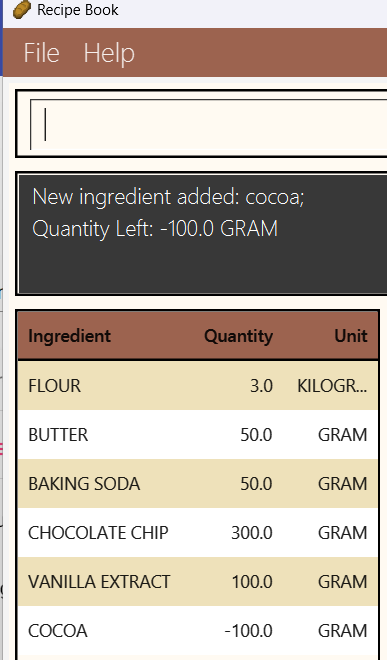 Recipe Book
File Help
New ingredient added: cocoa;
Quantity Left: -100.0 GRAM
Ingredient Quantity Unit
FLOUR 3.0 KILOGR...
BUTTER 50.0 GRAM
BAKING SODA 50.0 GRAM
CHOCOLATE CHIP 300.0 GRAM
VANILLA EXTRACT 100.0 GRAM
COCOA -100.0 GRAM